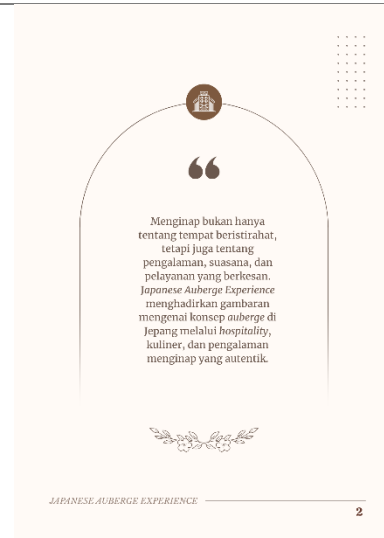 Menginap bukan hanya
tentang tempat beristirahat,
tetapi juga tentang
pengalaman, suasana, dan
pelayanan yang berkesan.
Japanese Auberge Experience
menghadirkan gambaran
mengenai konsep auberge di
Jepang melalui hospitality,
kuliner, dan pengalaman
menginap yang autentik.
JAPANESE AUBERGE EXPERIENCE
2